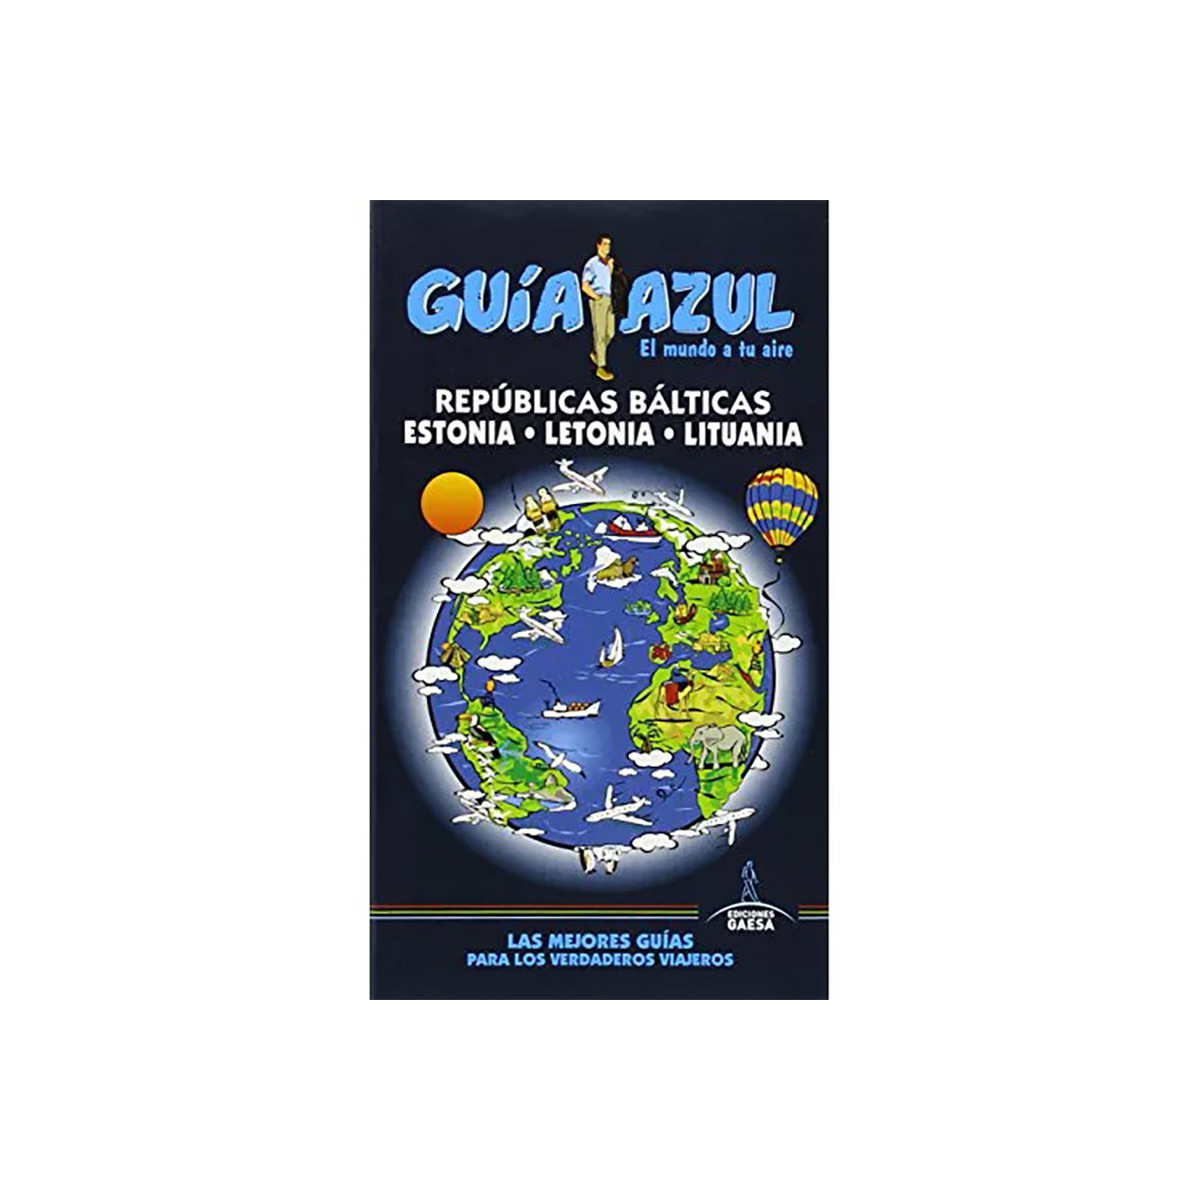 GUÍA AZUL
El mundo a tu aire
REPÚBLICAS BÁLTICAS
ESTONIA • LETONIA • LITUANIA
EDICIONES
GAESA
LAS MEJORES GUÍAS
PARA LOS VERDADEROS VIAJEROS